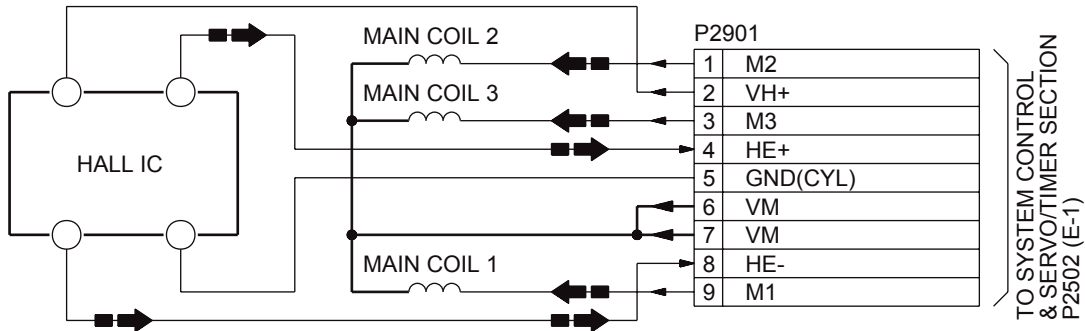 P2901
MAIN COIL 2
1 M2
2 VH+
MAIN COIL 3
3 M3
4 HE+
HALL IC
5 GND(CYL)
6 VM
7 VM
MAIN COIL 1
8 HE-
9 M1
TO SYSTEM CONTROL
& SERVO/TIMER SECTION
P2502 (E-1)